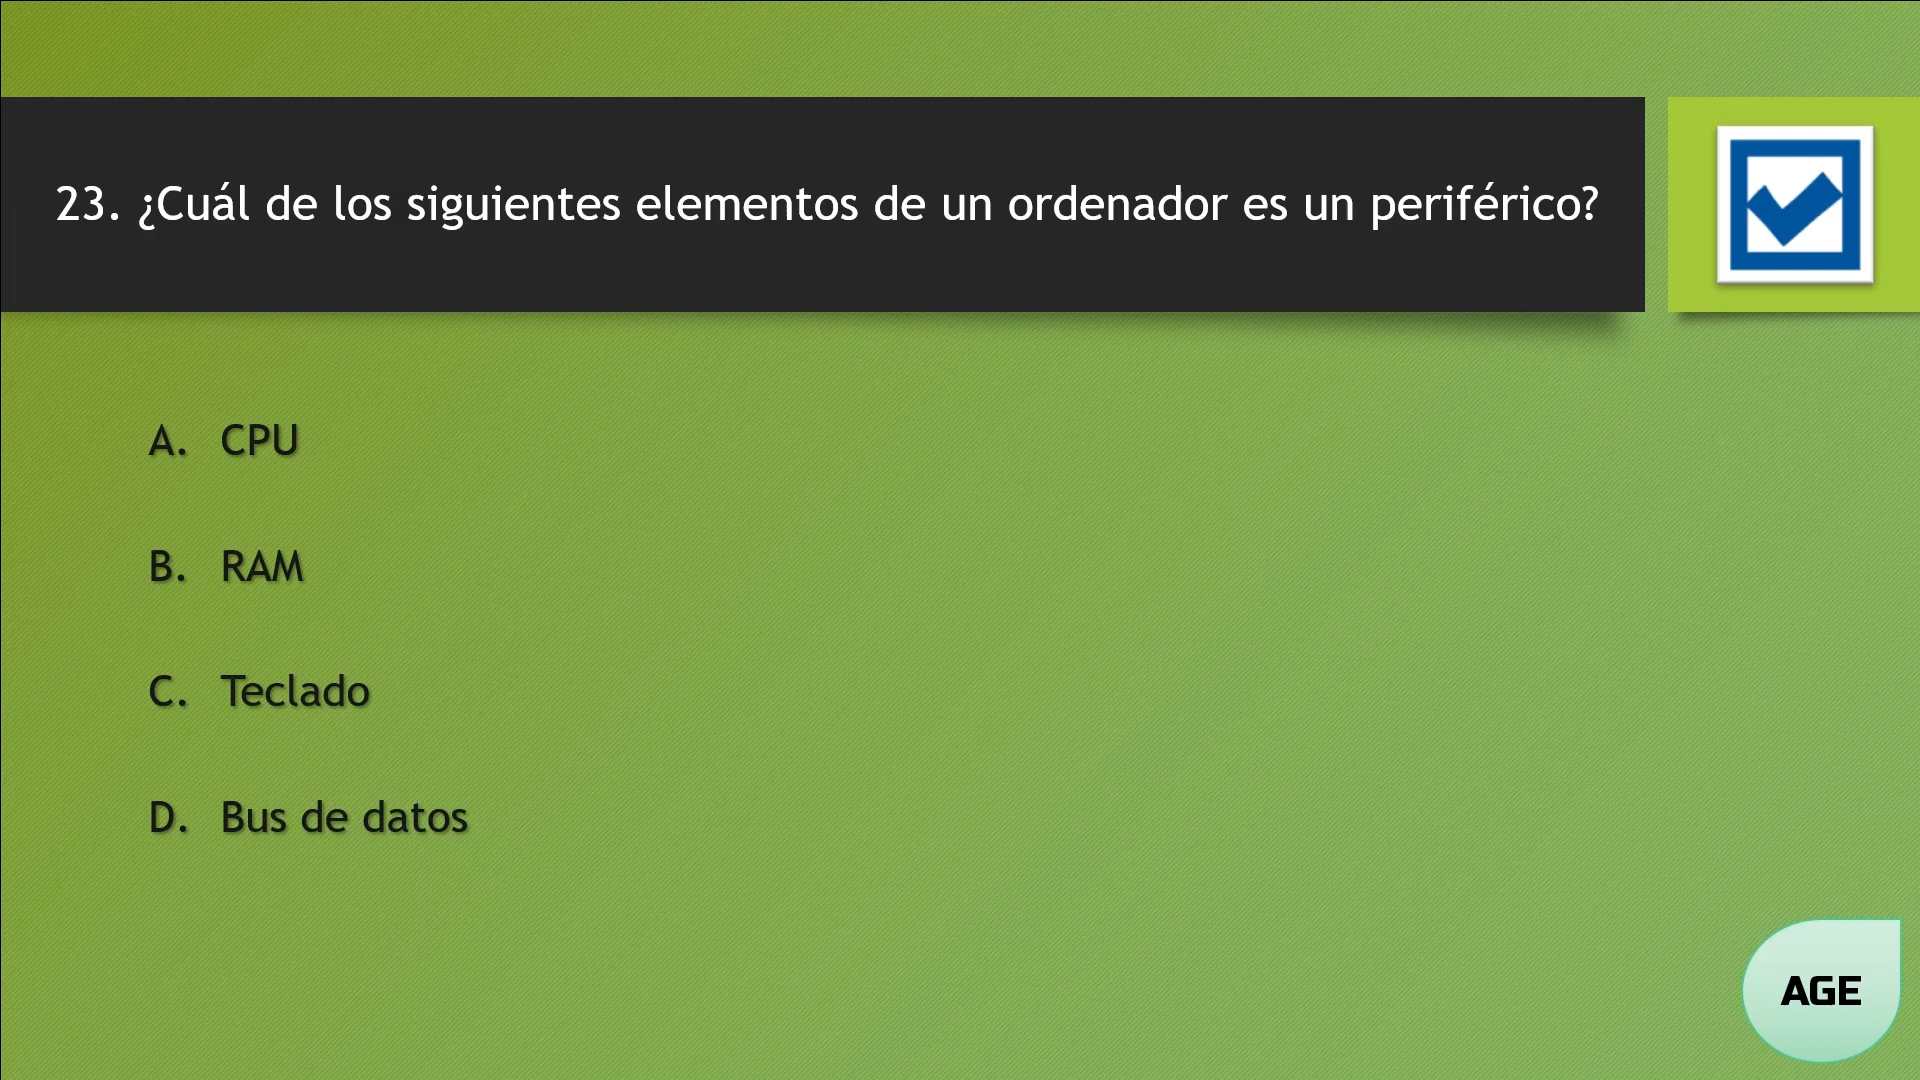 23. ¿Cuál de los siguientes elementos de un ordenador es un periférico?
A. CPU
B. RAM
C. Teclado
D. Bus de datos
AGE